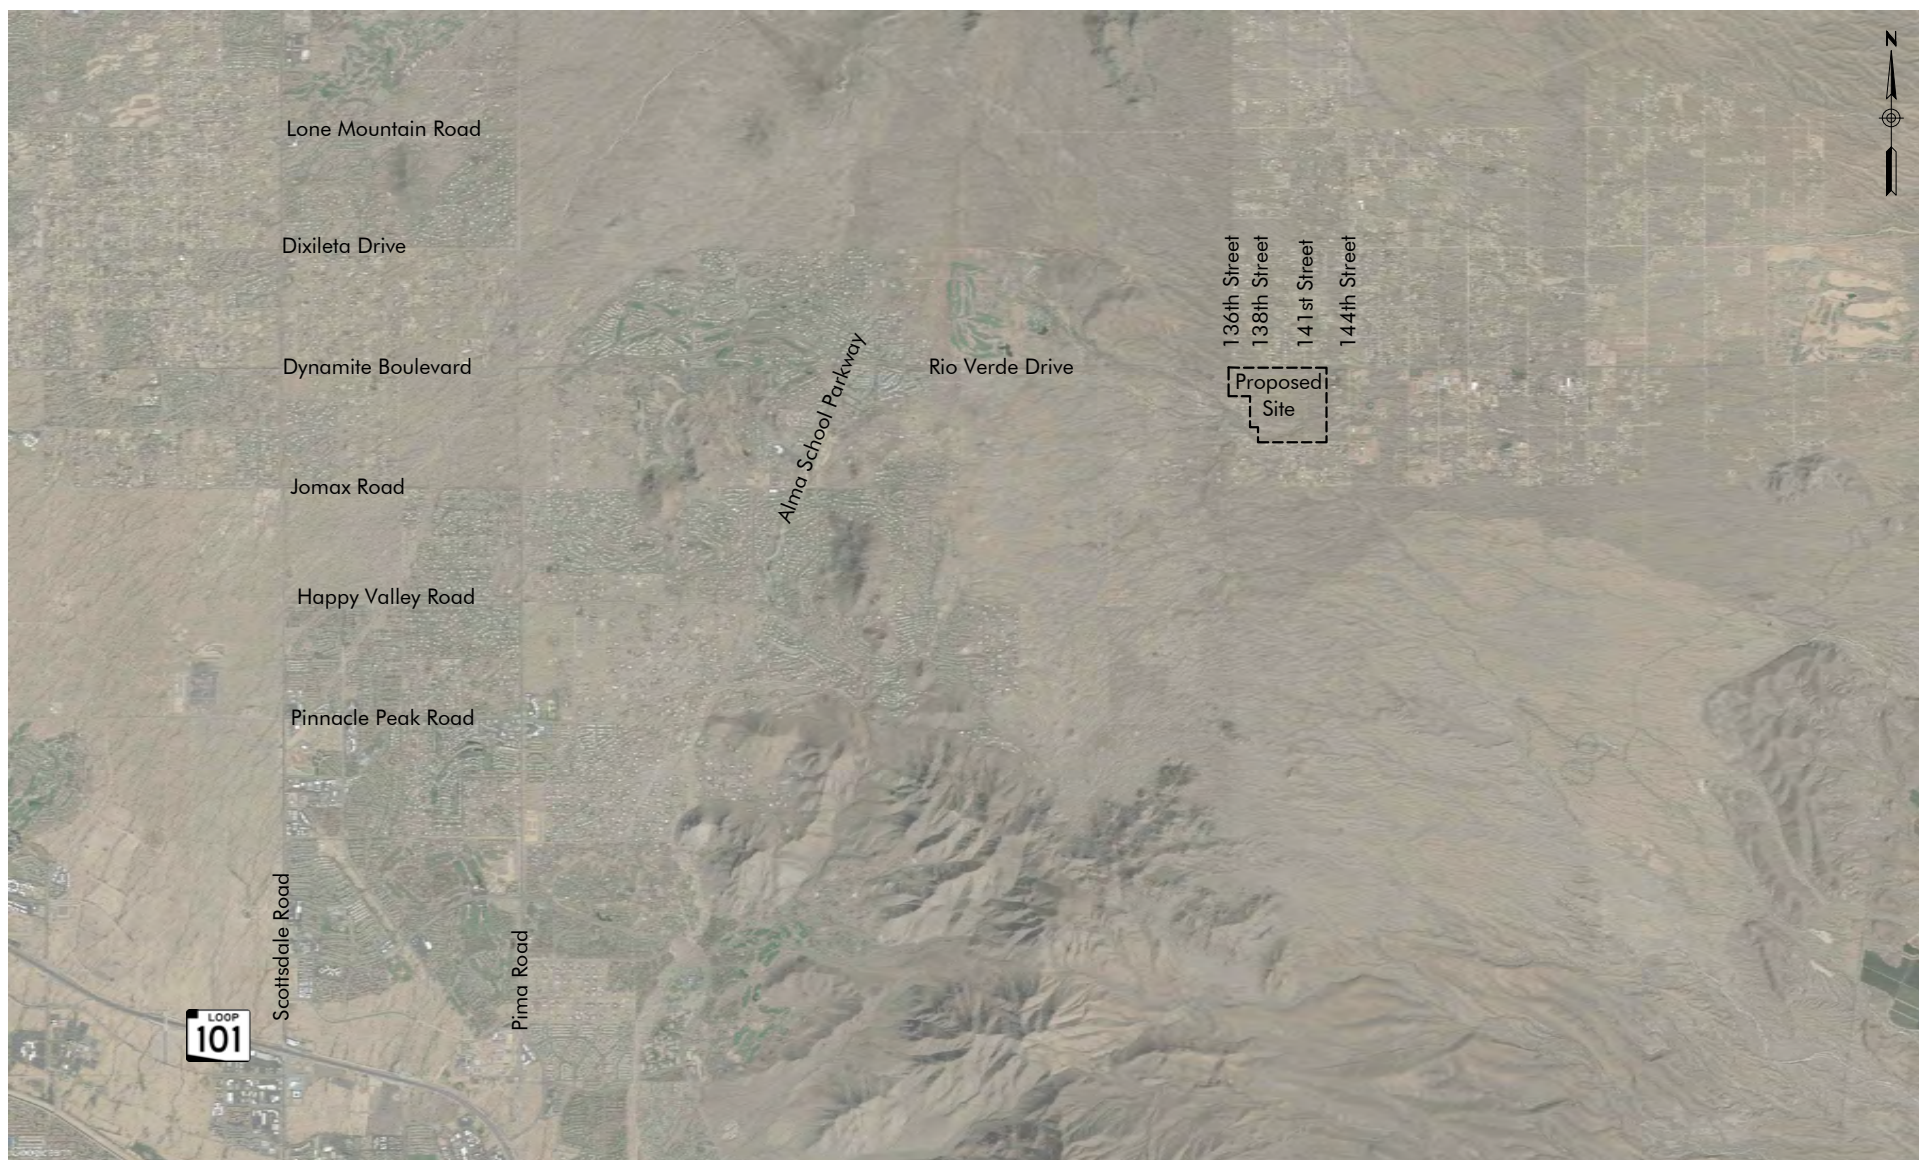 N
Lone Mountain Road
Dixileta Drive
136th Street
138th Street
141st Street
144th Street
Dynamite Boulevard
Rio Verde Drive
Alma School Parkway
Proposed
Site
Jomax Road
Happy Valley Road
Pinnacle Peak Road
Scottsdale Road
Pima Road
LOOP
101